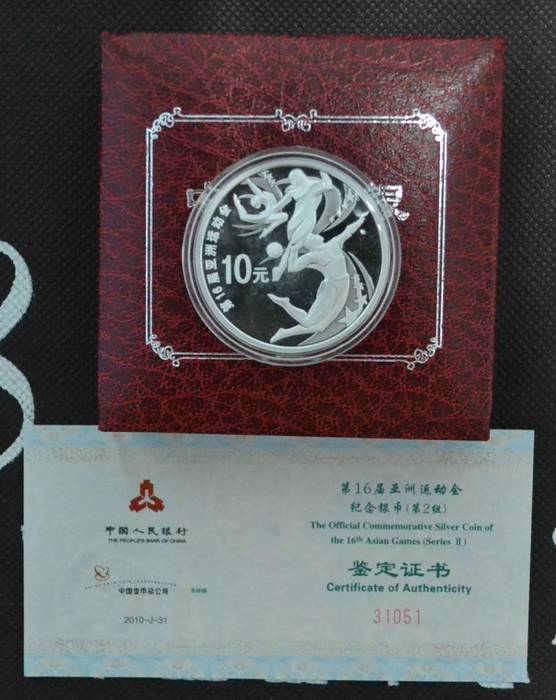 第16届亚洲运动会
10元
中国人民银行
THE PEOPLE'S BANK OF CHINA
中国金币总公司
2010-J-31
第16届亚洲运动会
纪念银币(第2组)
The Official Commemorative Silver Coin of
the 16th Asian Games (Series Ⅱ)
鉴定证书
Certificate of Authenticity
31051